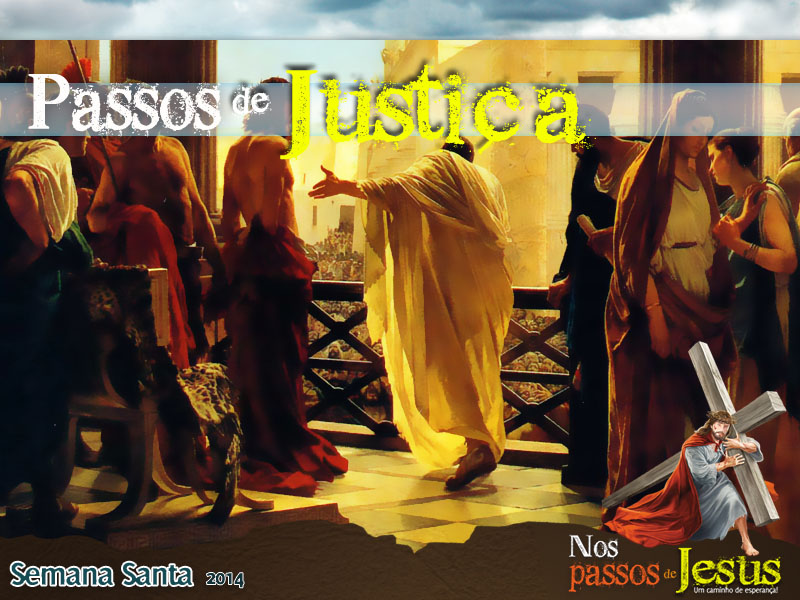 Passos de Justiça
Semana Santa 2014
Nos
passos de Jesus
Um caminho de esperança!